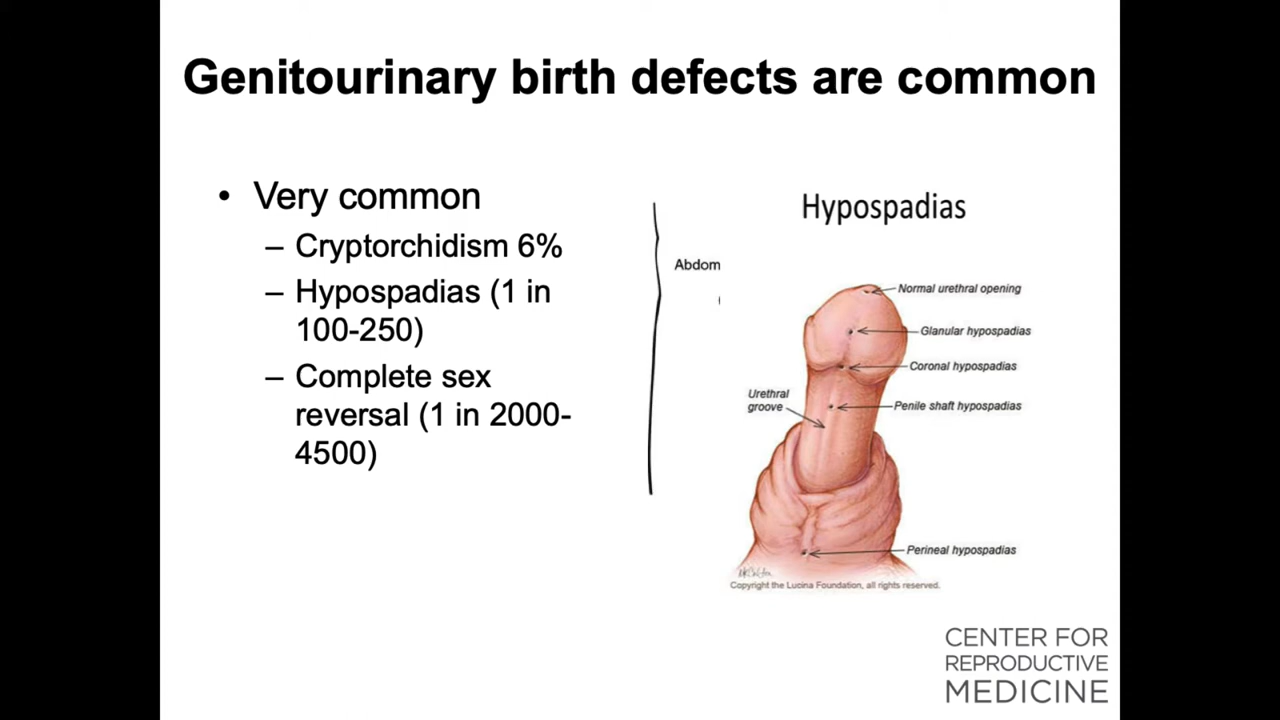 Genitourinary birth defects are common
• Very common
– Cryptorchidism 6%
– Hypospadias (1 in
100-250)
– Complete sex
reversal (1 in 2000-
4500)
Abdom
Hypospadias
Normal urethral opening
Glanular hypospadias
Coronal hypospadias
Urethral
groove
Penile shaft hypospadias
Perineal hypospadias
Copyright the Lucina Foundation, all rights reserved.
CENTER FOR
REPRODUCTIVE
MEDICINE